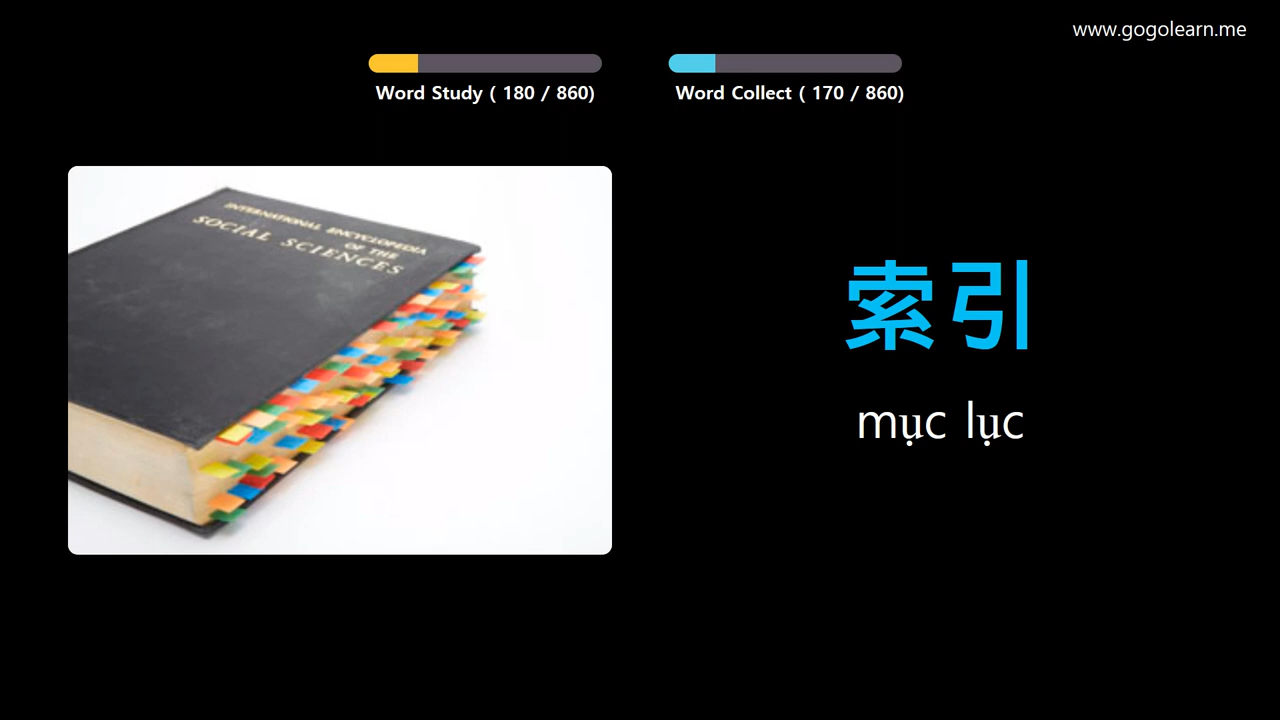 www.gogolearn.me
Word Study ( 180 / 860)
Word Collect ( 170 / 860)
INTERNATIONAL ENCYCLOPEDIA
OF THE
SOCIAL SCIENCES
索引
mục lục